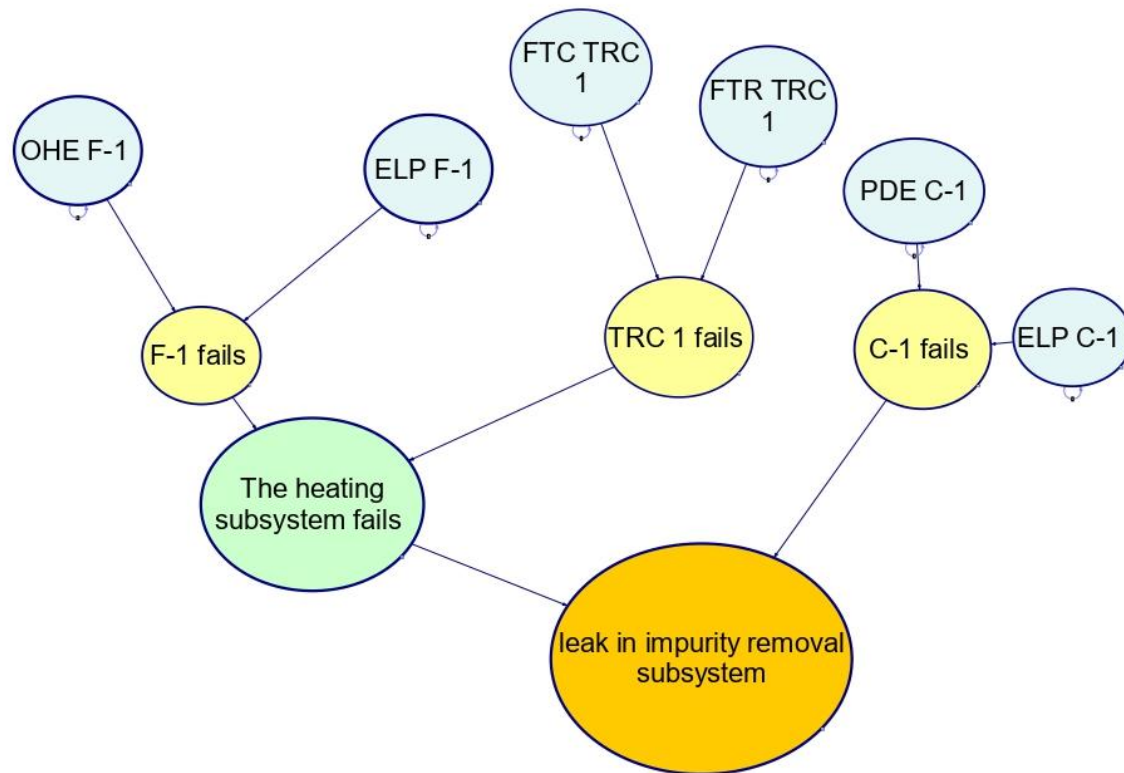 FTC TRC
1
FTR TRC
1
OHE F-1
ELP F-1
PDE C-1
F-1 fails
TRC 1 fails
C-1 fails
ELP C-1
The heating
subsystem fails
leak in impurity removal
subsystem